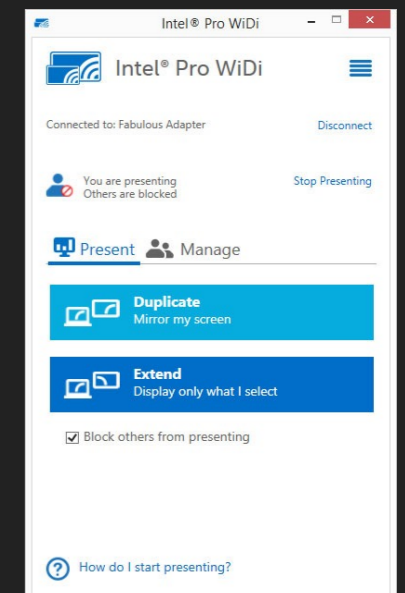 Intel® Pro WiDi
Intel® Pro WiDi
Connected to: Fabulous Adapter Disconnect
You are presenting Stop Presenting
Others are blocked
Present Manage
Duplicate
Mirror my screen
Extend
Display only what I select
Block others from presenting
? How do I start presenting?